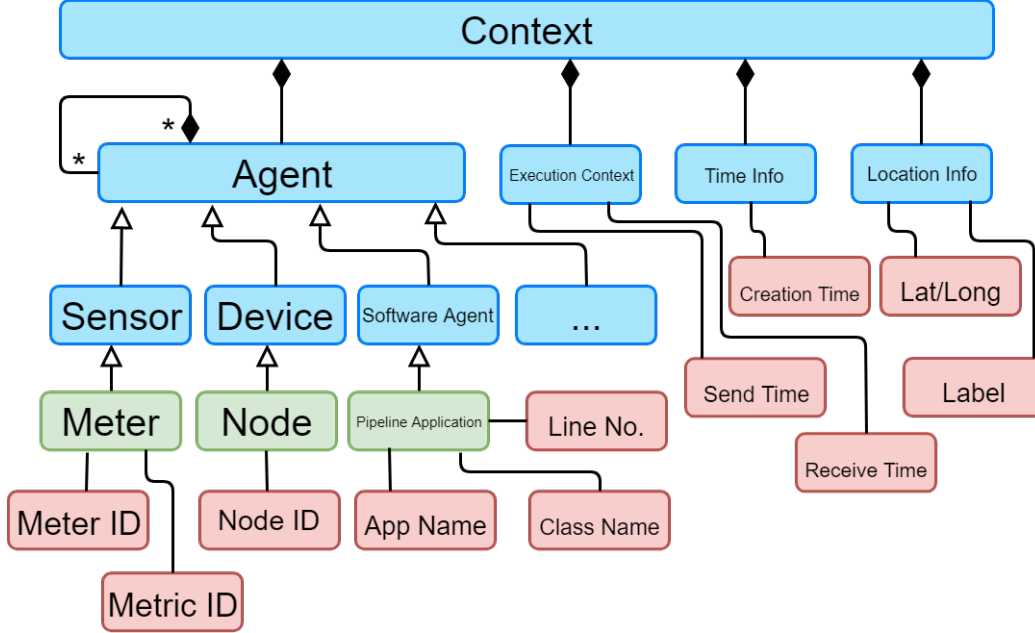 Context
*
*
Agent
Execution Context
Time Info
Location Info
Creation Time
Lat/Long
Sensor
Device
Software Agent
...
Send Time
Label
Meter
Node
Pipeline Application
Line No.
Receive Time
Meter ID
Node ID
App Name
Class Name
Metric ID